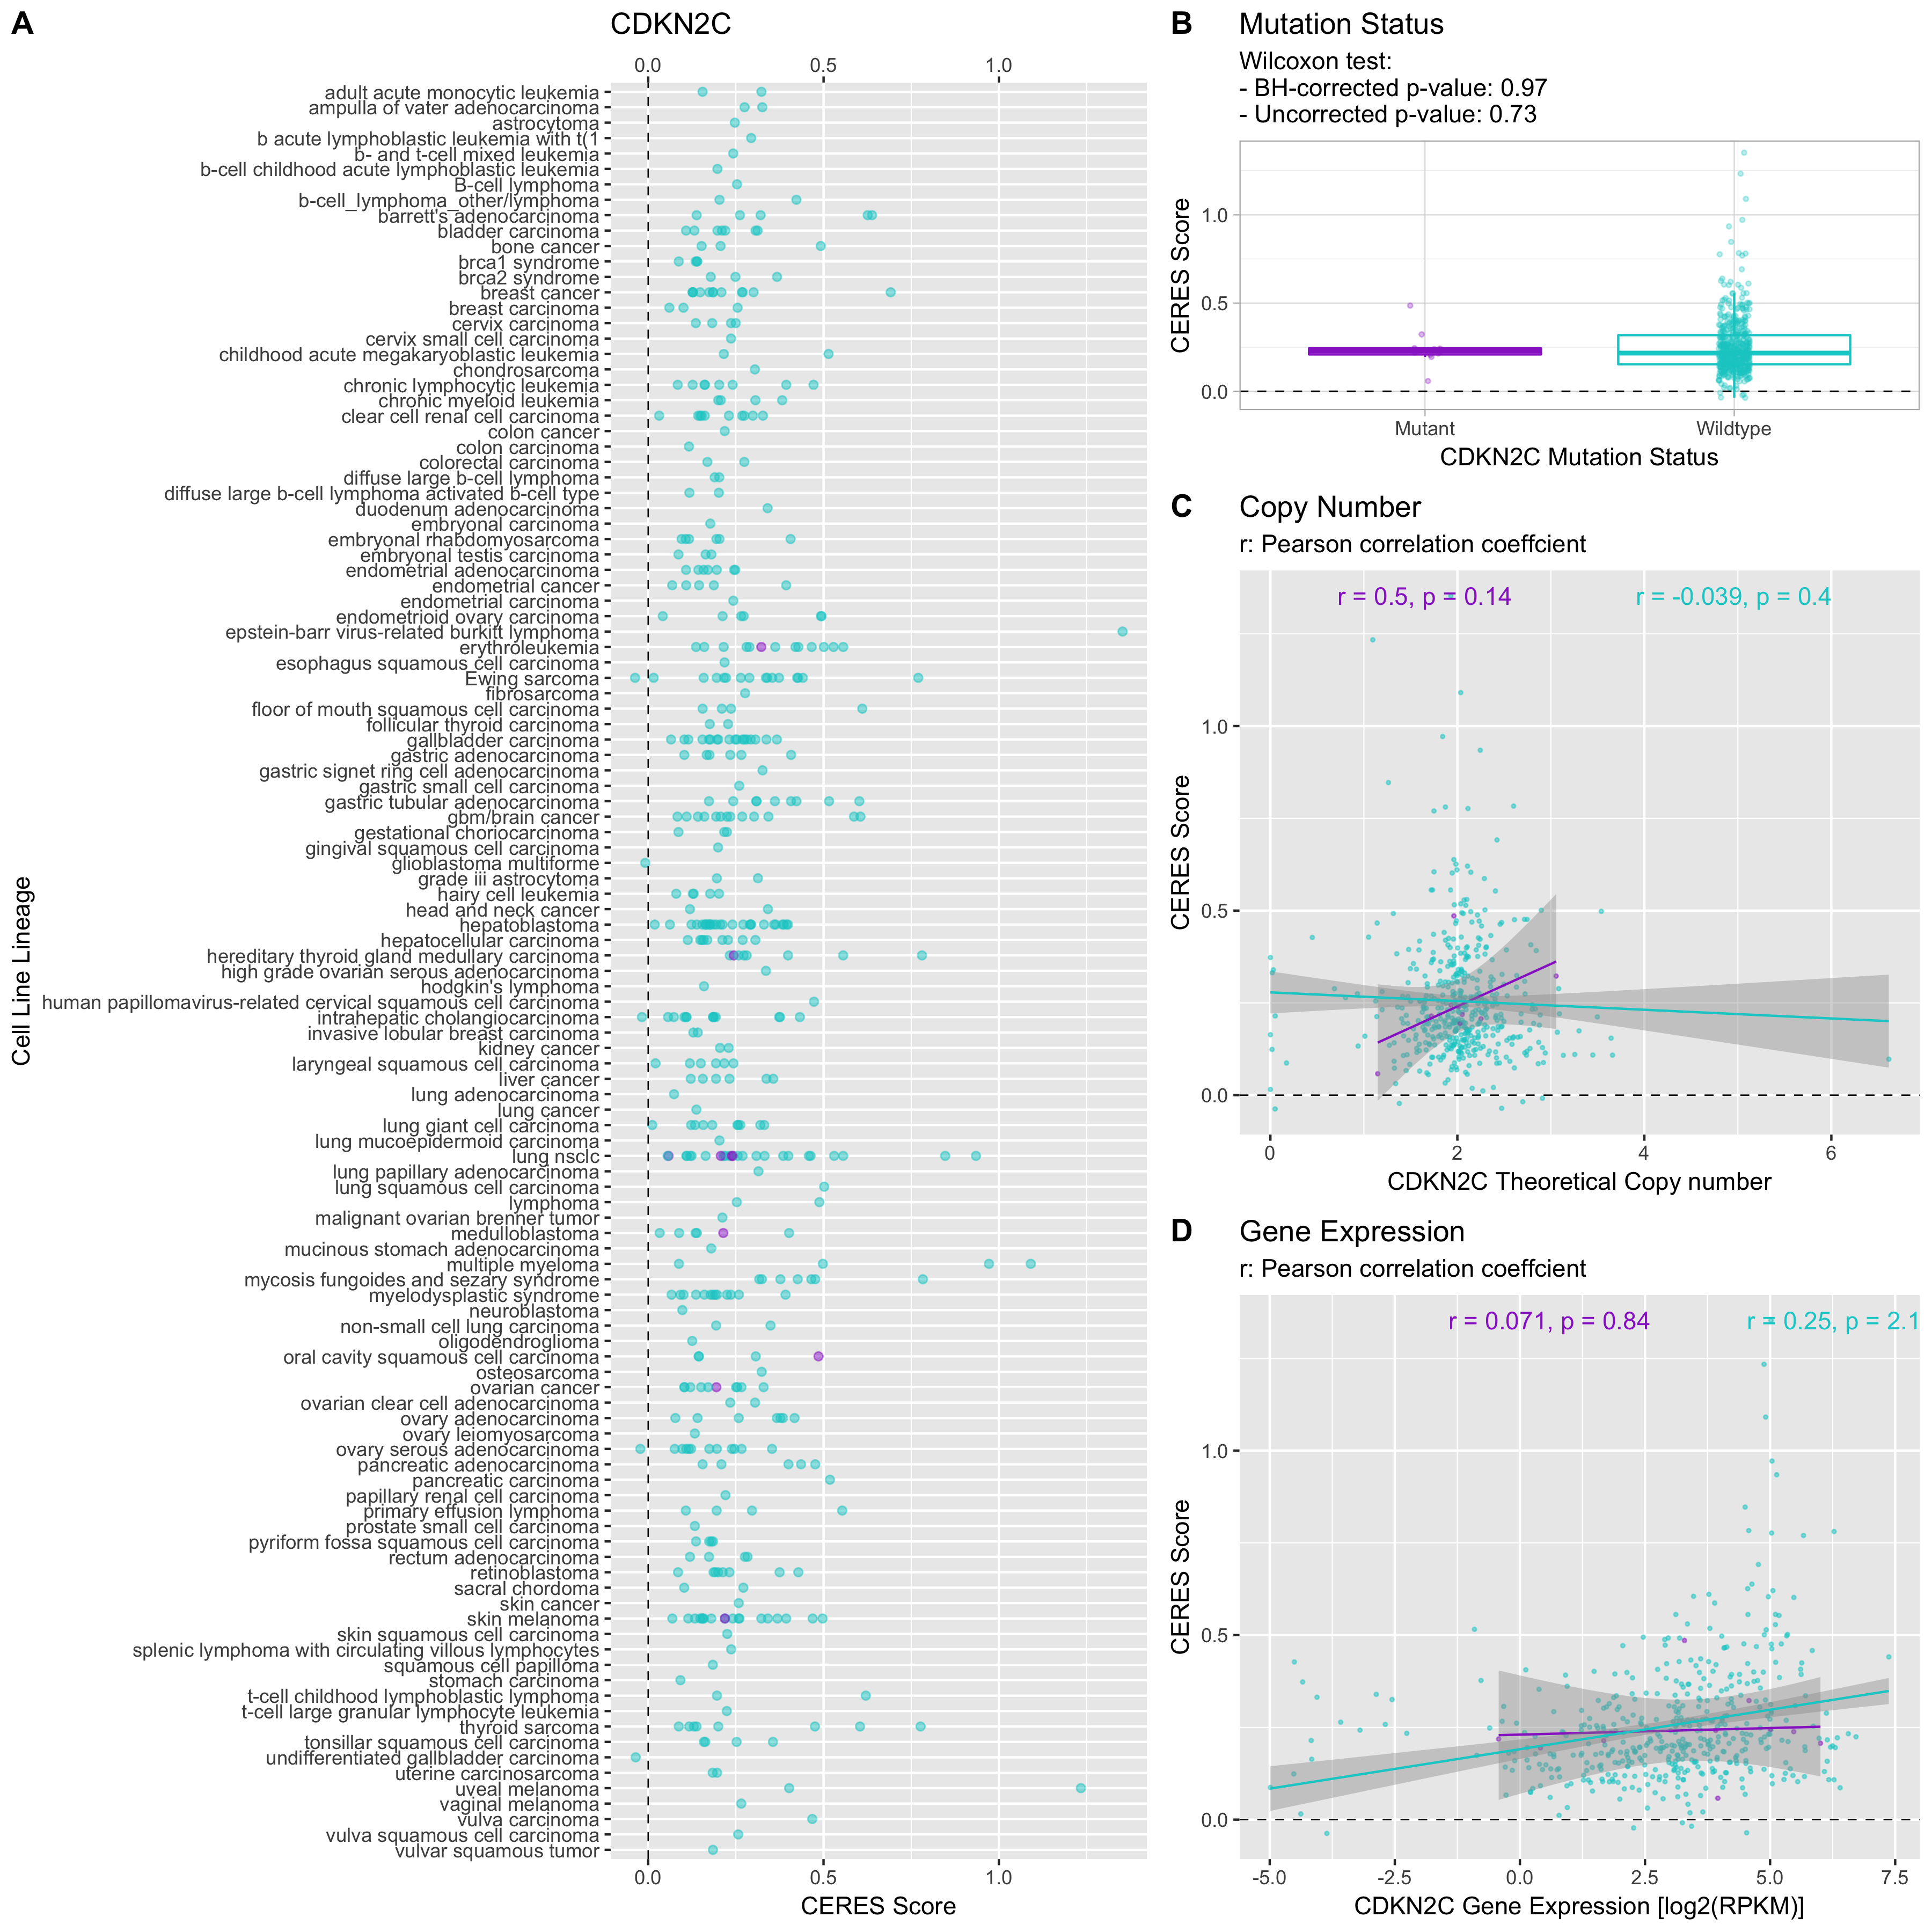 A
CDKN2C
0.0
0.5
1.0
Cell Line Lineage
adult acute monocytic leukemia
ampulla of vater adenocarcinoma
astrocytoma
b acute lymphoblastic leukemia with t(1
b- and t-cell mixed leukemia
b-cell childhood acute lymphoblastic leukemia
B-cell lymphoma
b-cell_lymphoma_other/lymphoma
barrett's adenocarcinoma
bladder carcinoma
bone cancer
brca1 syndrome
brca2 syndrome
breast cancer
breast carcinoma
cervix carcinoma
cervix small cell carcinoma
childhood acute megakaryoblastic leukemia
chondrosarcoma
chronic lymphocytic leukemia
chronic myeloid leukemia
clear cell renal cell carcinoma
colon cancer
colon carcinoma
colorectal carcinoma
diffuse large b-cell lymphoma
diffuse large b-cell lymphoma activated b-cell type
duodenum adenocarcinoma
embryonal carcinoma
embryonal rhabdomyosarcoma
embryonal testis carcinoma
endometrial adenocarcinoma
endometrial cancer
endometrial carcinoma
endometrioid ovary carcinoma
epstein-barr virus-related burkitt lymphoma
erythroleukemia
esophagus squamous cell carcinoma
Ewing sarcoma
fibrosarcoma
floor of mouth squamous cell carcinoma
follicular thyroid carcinoma
gallbladder carcinoma
gastric adenocarcinoma
gastric signet ring cell adenocarcinoma
gastric small cell carcinoma
gastric tubular adenocarcinoma
gbm/brain cancer
gestational choriocarcinoma
gingival squamous cell carcinoma
glioblastoma multiforme
grade iii astrocytoma
hairy cell leukemia
head and neck cancer
hepatoblastoma
hepatocellular carcinoma
hereditary thyroid gland medullary carcinoma
high grade ovarian serous adenocarcinoma
hodgkin's lymphoma
human papillomavirus-related cervical squamous cell carcinoma
intrahepatic cholangiocarcinoma
invasive lobular breast carcinoma
kidney cancer
laryngeal squamous cell carcinoma
liver cancer
lung adenocarcinoma
lung cancer
lung giant cell carcinoma
lung mucoepidermoid carcinoma
lung nsclc
lung papillary adenocarcinoma
lung squamous cell carcinoma
lymphoma
malignant ovarian brenner tumor
medulloblastoma
mucinous stomach adenocarcinoma
multiple myeloma
mycosis fungoides and sezary syndrome
myelodysplastic syndrome
neuroblastoma
non-small cell lung carcinoma
oligodendroglioma
oral cavity squamous cell carcinoma
osteosarcoma
ovarian cancer
ovarian clear cell adenocarcinoma
ovary adenocarcinoma
ovary leiomyosarcoma
ovary serous adenocarcinoma
pancreatic adenocarcinoma
pancreatic carcinoma
papillary renal cell carcinoma
primary effusion lymphoma
prostate small cell carcinoma
pyriform fossa squamous cell carcinoma
rectum adenocarcinoma
retinoblastoma
sacral chordoma
skin cancer
skin melanoma
skin squamous cell carcinoma
splenic lymphoma with circulating villous lymphocytes
squamous cell papilloma
stomach carcinoma
t-cell childhood lymphoblastic lymphoma
t-cell large granular lymphocyte leukemia
thyroid sarcoma
tonsillar squamous cell carcinoma
undifferentiated gallbladder carcinoma
uterine carcinosarcoma
uveal melanoma
vaginal melanoma
vulva carcinoma
vulva squamous cell carcinoma
vulvar squamous tumor
0.0
0.5
1.0
CERES Score
B
Mutation Status
Wilcoxon test:
- BH-corrected p-value: 0.97
- Uncorrected p-value: 0.73
CERES Score
1.0
0.5
0.0
Mutant
Wildtype
CDKN2C Mutation Status
C
Copy Number
r: Pearson correlation coeffcient
r = 0.5, p = 0.14
r = -0.039, p = 0.4
CERES Score
1.0
0.5
0.0
0
2
4
6
CDKN2C Theoretical Copy number
D
Gene Expression
r: Pearson correlation coeffcient
r = 0.071, p = 0.84
r = 0.25, p = 2.1
CERES Score
1.0
0.5
0.0
-5.0
-2.5
0.0
2.5
5.0
7.5
CDKN2C Gene Expression [log2(RPKM)]